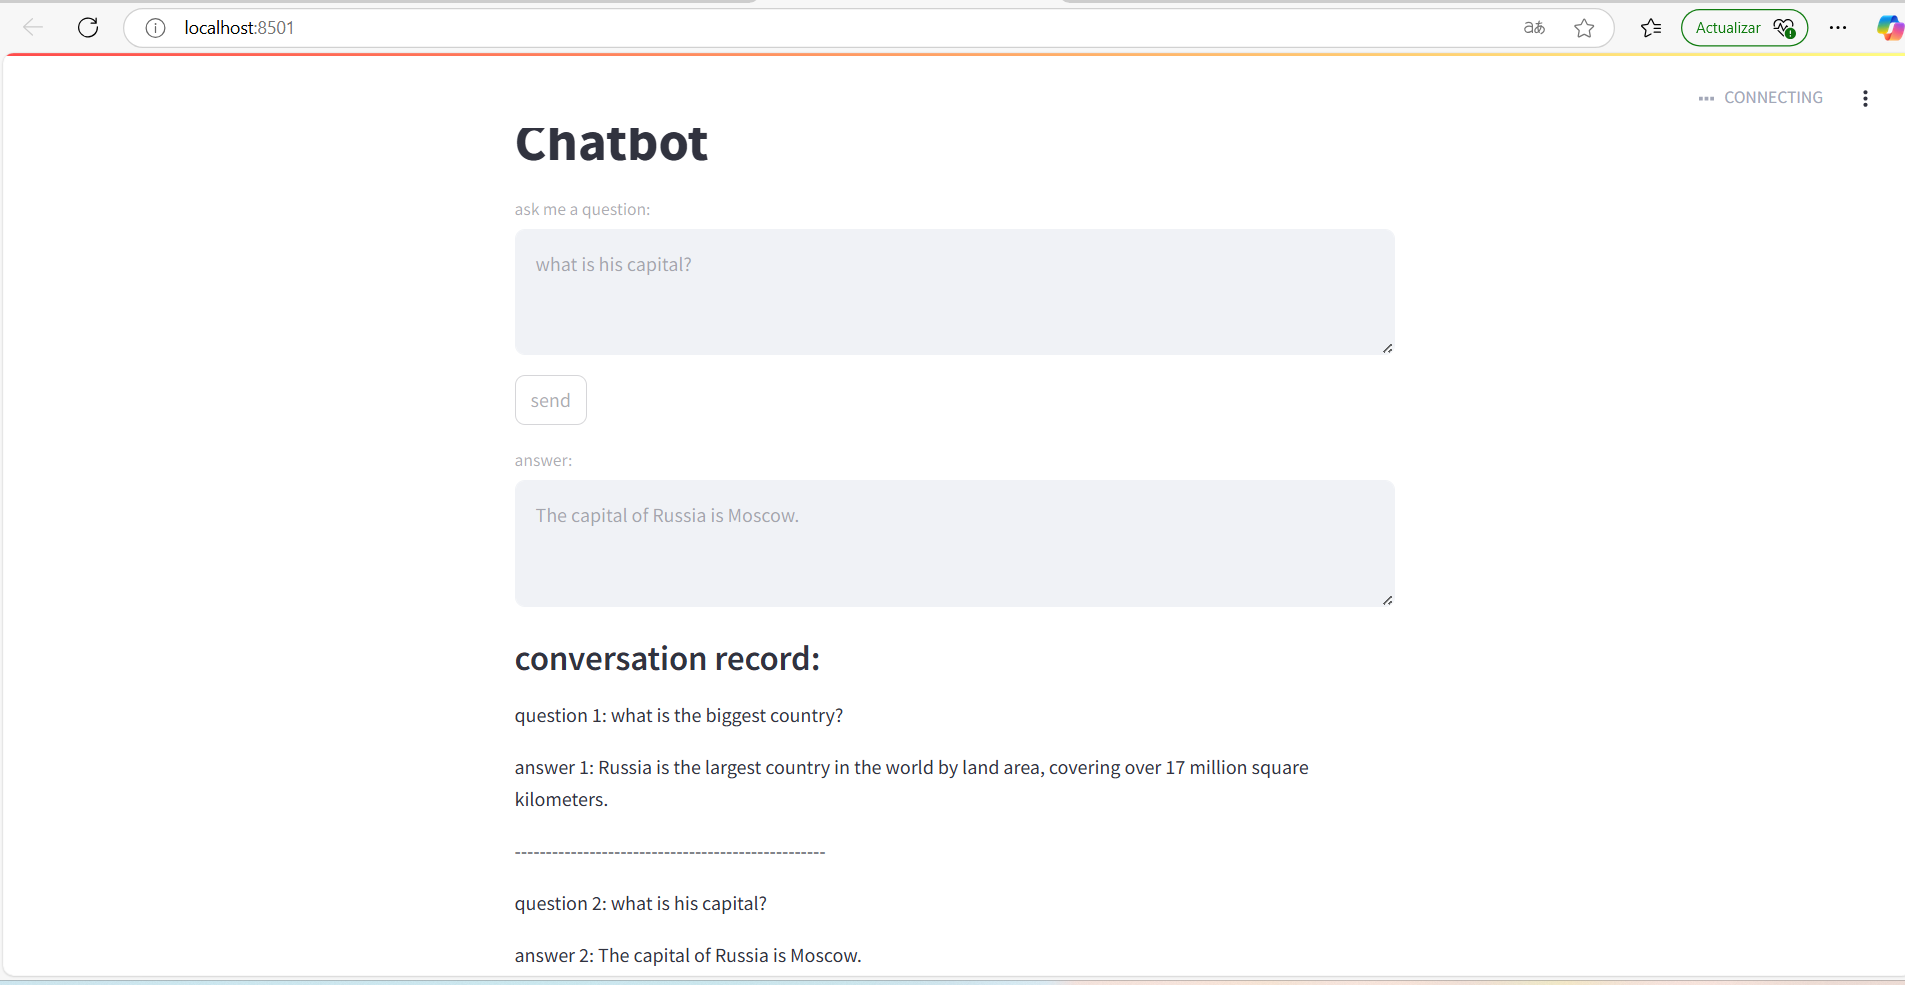 localhost:8501
aあ
Actualizar
CONNECTING
Chatbot
ask me a question:
what is his capital?
send
answer:
The capital of Russia is Moscow.
conversation record:
question 1: what is the biggest country?
answer 1: Russia is the largest country in the world by land area, covering over 17 million square
kilometers.
--------------------------------------------------
question 2: what is his capital?
answer 2: The capital of Russia is Moscow.